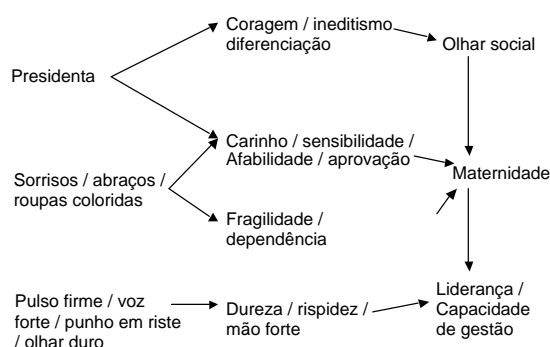 Coragem / ineditismo
diferenciação
Olhar social
Presidenta
Carinho / sensibilidade /
Afabilidade / aprovação
Maternidade
Sorrisos / abraços /
roupas coloridas
Fragilidade /
dependência
Pulso firme / voz
forte / punho em riste
/ olhar duro
Dureza / rispidez /
mão forte
Liderança /
Capacidade
de gestão